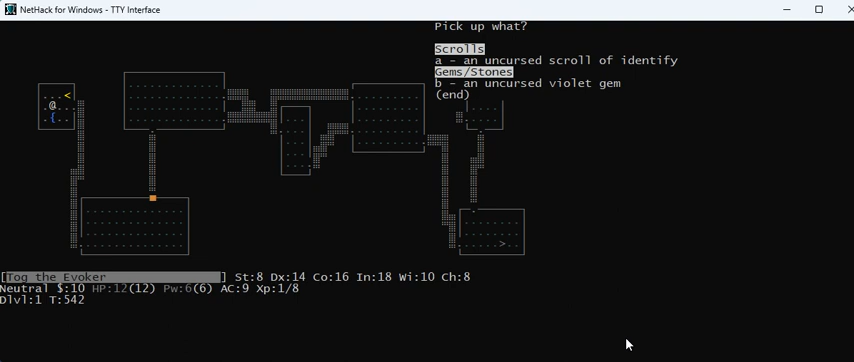 NetHack for Windows - TTY Interface
Pick up what?
Scrolls
a - an uncursed scroll of identify
Gems/Stones
b - an uncursed violet gem
(end)
[Tog the Evoker] St:8 Dx:14 Co:16 In:18 Wi:10 Ch:8
Neutral $:10 HP:12(12) Pw:6(6) AC:9 Xp:1/8
Dlvl:1 T:542